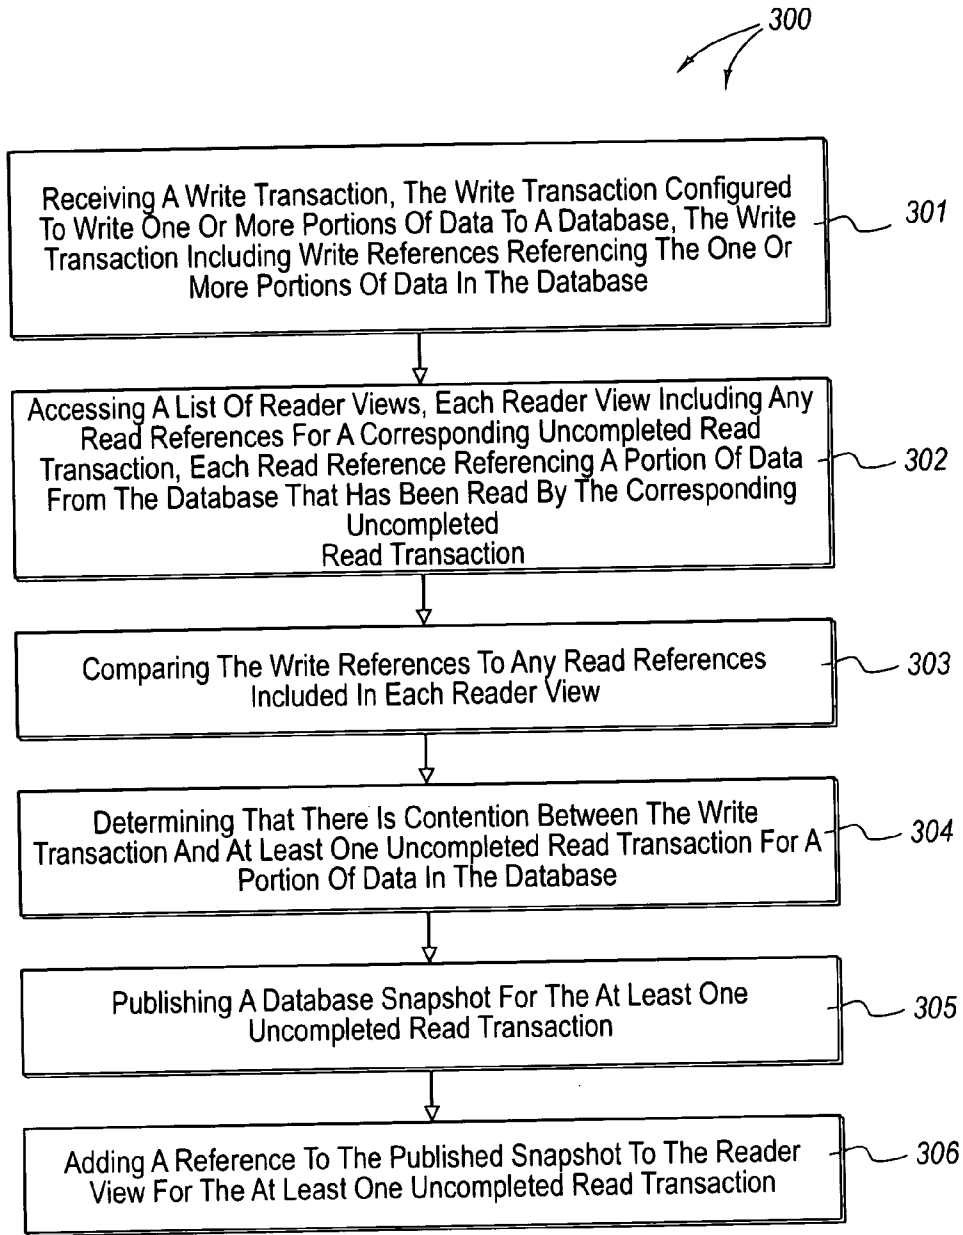 300
Receiving A Write Transaction, The Write Transaction Configured
To Write One Or More Portions Of Data To A Database, The Write
Transaction Including Write References Referencing The One Or
More Portions Of Data In The Database
301
Accessing A List Of Reader Views, Each Reader View Including Any
Read References For A Corresponding Uncompleted Read
Transaction, Each Read Reference Referencing A Portion Of Data
From The Database That Has Been Read By The Corresponding
Uncompleted
Read Transaction
302
Comparing The Write References To Any Read References
Included In Each Reader View
303
Determining That There Is Contention Between The Write
Transaction And At Least One Uncompleted Read Transaction For A
Portion Of Data In The Database
304
Publishing A Database Snapshot For The At Least One
Uncompleted Read Transaction
305
Adding A Reference To The Published Snapshot To The Reader
View For The At Least One Uncompleted Read Transaction
306